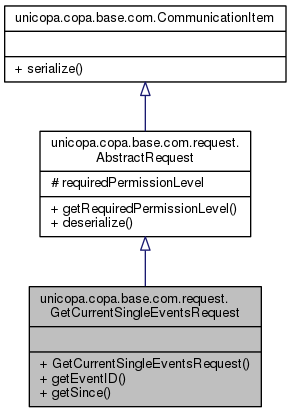 unicopa.copa.base.com.CommunicationItem
+ serialize()
unicopa.copa.base.com.request.
AbstractRequest
# requiredPermissionLevel
+ getRequiredPermissionLevel()
+ deserialize()
unicopa.copa.base.com.request.
GetCurrentSingleEventsRequest
+ GetCurrentSingleEventsRequest()
+ getEventID()
+ getSince()